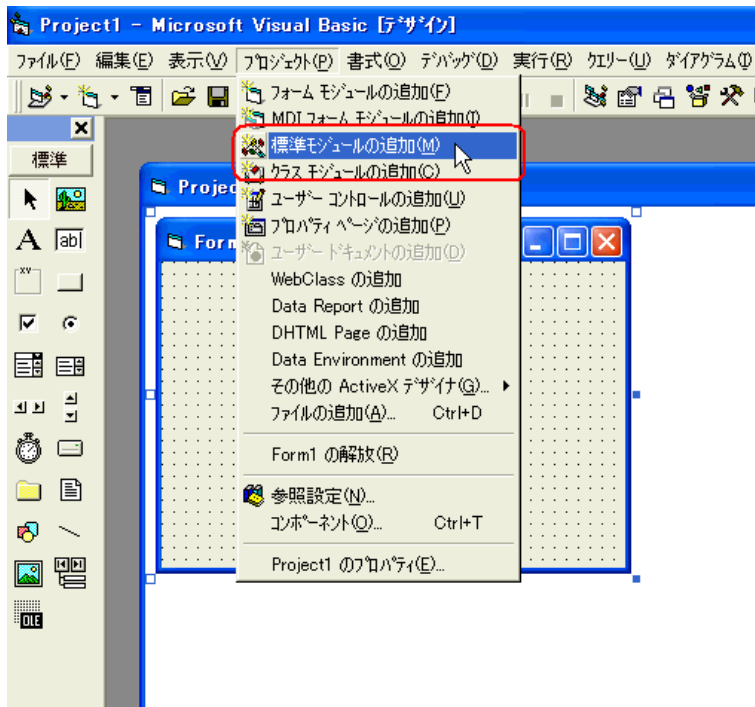 Project1 - Microsoft Visual Basic [ﾃﾞｻﾞｲﾝ]
ﾌｧｲﾙ(F) 編集(E) 表示(V) ﾌﾟﾛｼﾞｪｸﾄ(P) 書式(O) ﾃﾞﾊﾞｯｸﾞ(D) 実行(R) ｸｴﾘｰ(U) ﾀﾞｲｱｸﾞﾗﾑ(I)
標準
Projec
Form
ﾌｫｰﾑ ﾓｼﾞｭｰﾙの追加(F)
MDI ﾌｫｰﾑ ﾓｼﾞｭｰﾙの追加(I)
標準ﾓｼﾞｭｰﾙの追加(M)
ｸﾗｽ ﾓｼﾞｭｰﾙの追加(C)
ﾕｰｻﾞｰ ｺﾝﾄﾛｰﾙの追加(U)
ﾌﾟﾛﾊﾟﾃｨ ﾍﾟｰｼﾞの追加(P)
ﾕｰｻﾞｰ ﾄﾞｷｭﾒﾝﾄの追加(D)
WebClass の追加
Data Report の追加
DHTML Page の追加
Data Environment の追加
その他の ActiveX ﾃﾞｻﾞｲﾅ(G)...
ﾌｧｲﾙの追加(A)... Ctrl+D
Form1 の解放(R)
参照設定(N)...
ｺﾝﾎﾟｰﾈﾝﾄ(O)... Ctrl+T
Project1 のﾌﾟﾛﾊﾟﾃｨ(E)...
A ab|
XY
OLE